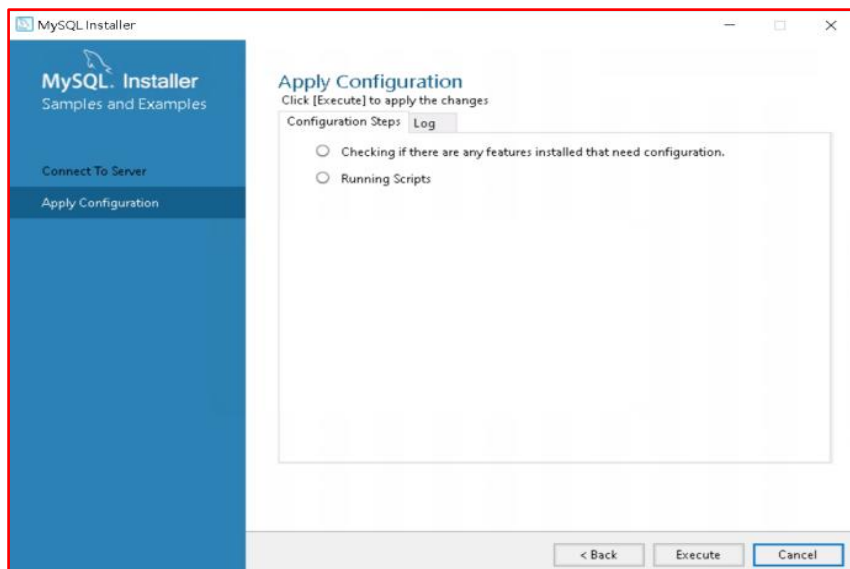 MySQL Installer
MySQL. Installer
Samples and Examples
Connect To Server
Apply Configuration
Apply Configuration
Click [Execute] to apply the changes
Configuration Steps Log
Checking if there are any features installed that need configuration.
Running Scripts
< Back Execute Cancel